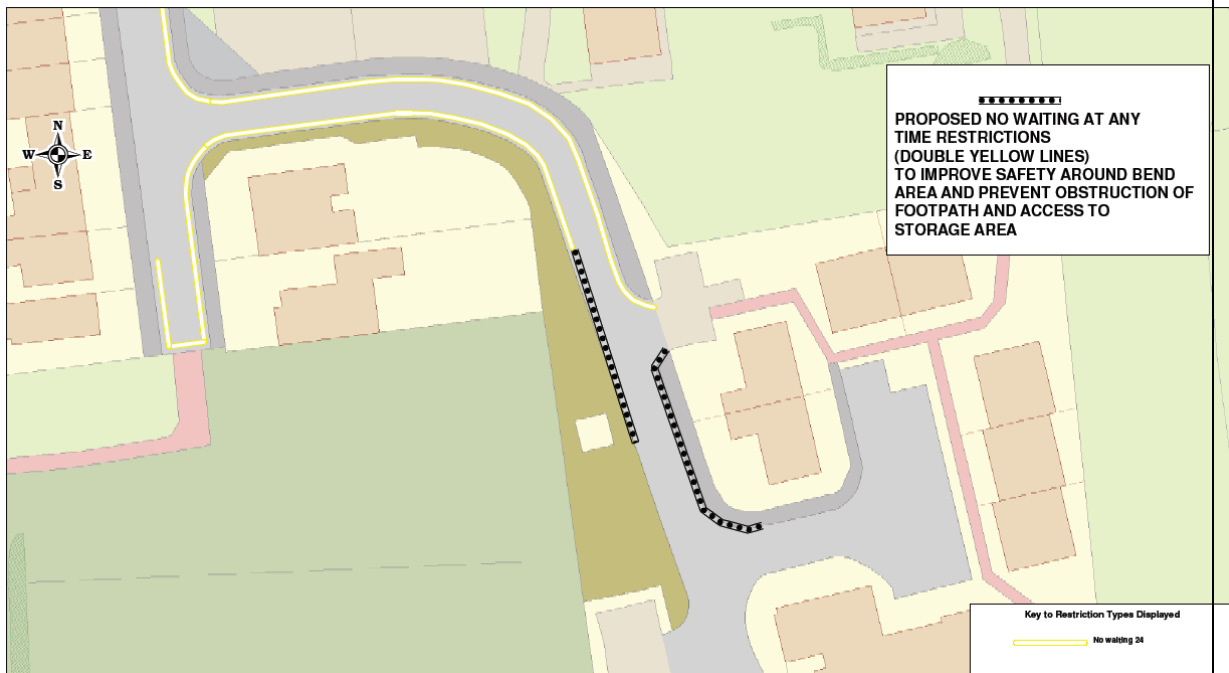 N
W E
S
PROPOSED NO WAITING AT ANY
TIME RESTRICTIONS
(DOUBLE YELLOW LINES)
TO IMPROVE SAFETY AROUND BEND
AREA AND PREVENT OBSTRUCTION OF
FOOTPATH AND ACCESS TO
STORAGE AREA
Key to Restriction Types Displayed
No waiting 24